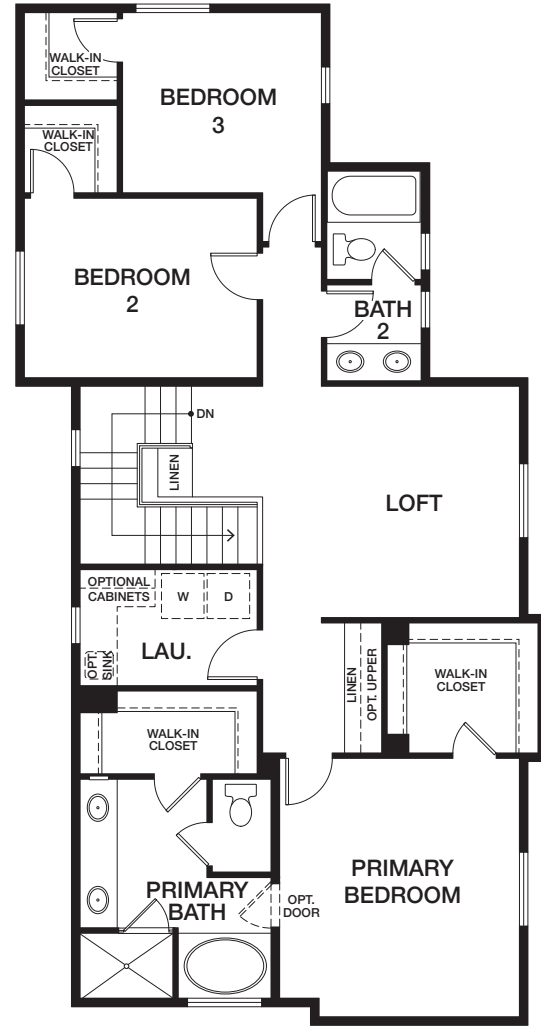 WALK-IN
CLOSET
BEDROOM
3
WALK-IN
CLOSET
BEDROOM
2
BATH
2
DN
LINEN
LOFT
OPTIONAL
CABINETS
W
D
OPT.
SINK
LAU.
LINEN
OPT. UPPER
WALK-IN
CLOSET
WALK-IN
CLOSET
PRIMARY
BEDROOM
PRIMARY
BATH
OPT.
DOOR